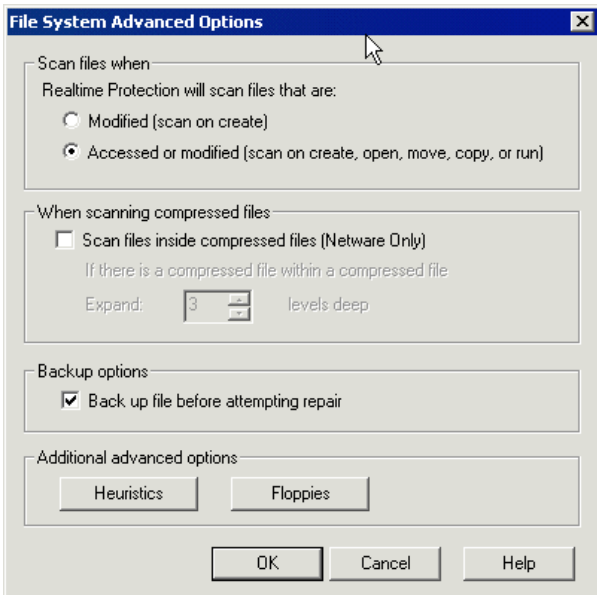 File System Advanced Options
Scan files when
Realtime Protection will scan files that are:
Modified (scan on create)
Accessed or modified (scan on create, open, move, copy, or run)
When scanning compressed files
Scan files inside compressed files (Netware Only)
If there is a compressed file within a compressed file
Expand: 3 levels deep
Backup options
Back up file before attempting repair
Additional advanced options
Heuristics Floppies
OK Cancel Help